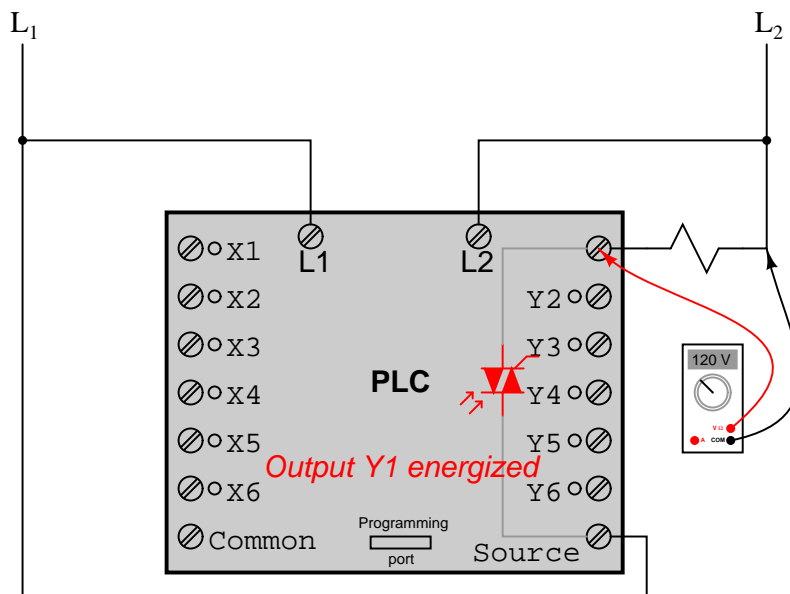 L1 L2
L1 L2
X1
X2 Y2
X3 Y3
120 V
X4 PLC Y4
V Ω
A COM
X5 Y5
Output Y1 energized
X6 Y6
Programming
Common Source
port